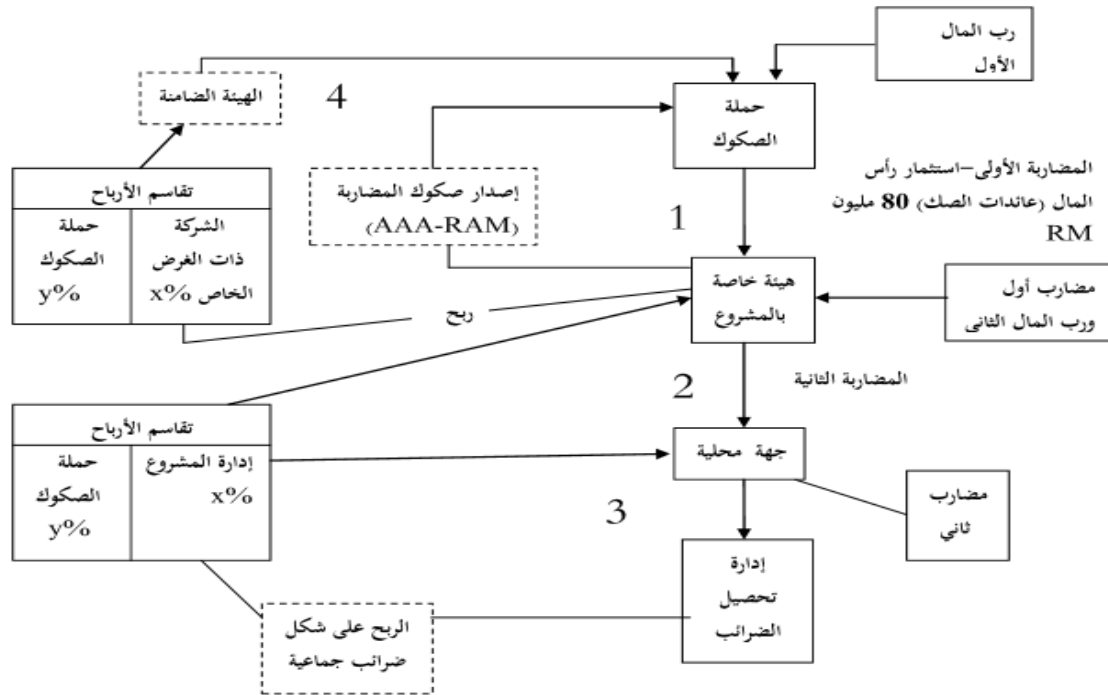 رب المال
الأول
الهيئة الضامنة
4
حملة
الصكوك
تقاسم الأرباح
الشركة
ذات الغرض
الخاص x%
حملة
الصكوك
y%
إصدار صكوك المضاربة
(AAA-RAM)
1
المضاربة الأولى–استثمار رأس
المال (عائدات الصك) 80 مليون
RM
هيئة خاصة
بالمشروع
مضارب أول
ورب المال الثانى
ربح
2
المضاربة الثانية
تقاسم الأرباح
إدارة المشروع
x%
حملة
الصكوك
y%
جهة محلية
مضارب
ثاني
3
إدارة
تحصيل
الضرائب
الربح على شكل
ضرائب جماعية